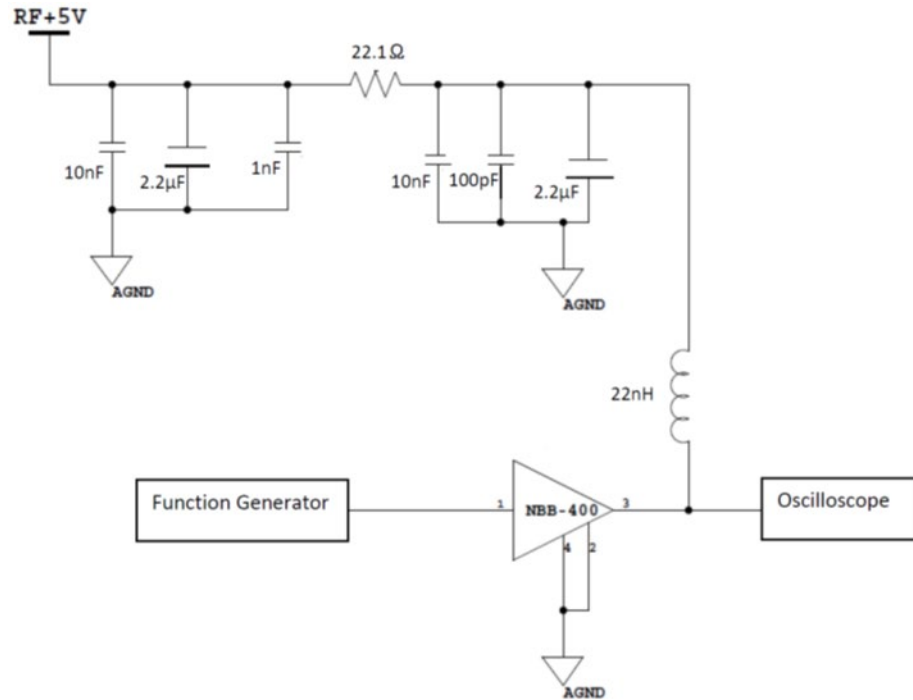 RF+5V
22.1Ω
10nF
2.2µF
1nF
10nF
100pF
2.2µF
AGND
AGND
22nH
Function Generator
1
NBB-400
3
Oscilloscope
4
2
AGND